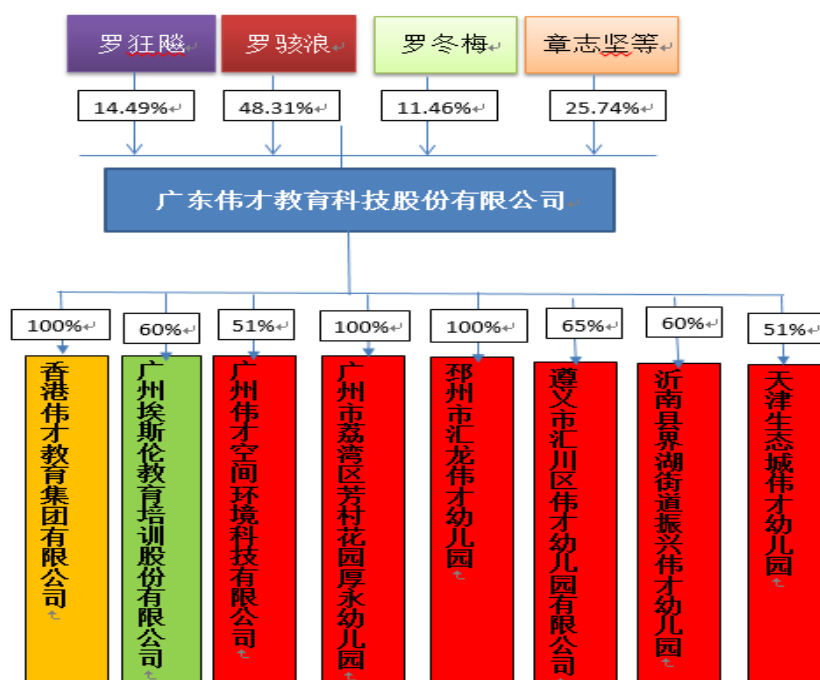 罗狂飚
罗骇浪
罗冬梅
章志坚等
14.49%
48.31%
11.46%
25.74%
广东伟才教育科技股份有限公司
100%
60%
51%
100%
100%
65%
60%
51%
香港伟才教育集团有限公司
广州埃斯伦教育培训股份有限公司
广州伟才空间环境科技有限公司
广州市荔湾区芳村花园厚永幼儿园
邳州市汇龙伟才幼儿园
遵义市汇川区伟才幼儿园有限公司
沂南县界湖街道振兴伟才幼儿园
天津生态城伟才幼儿园